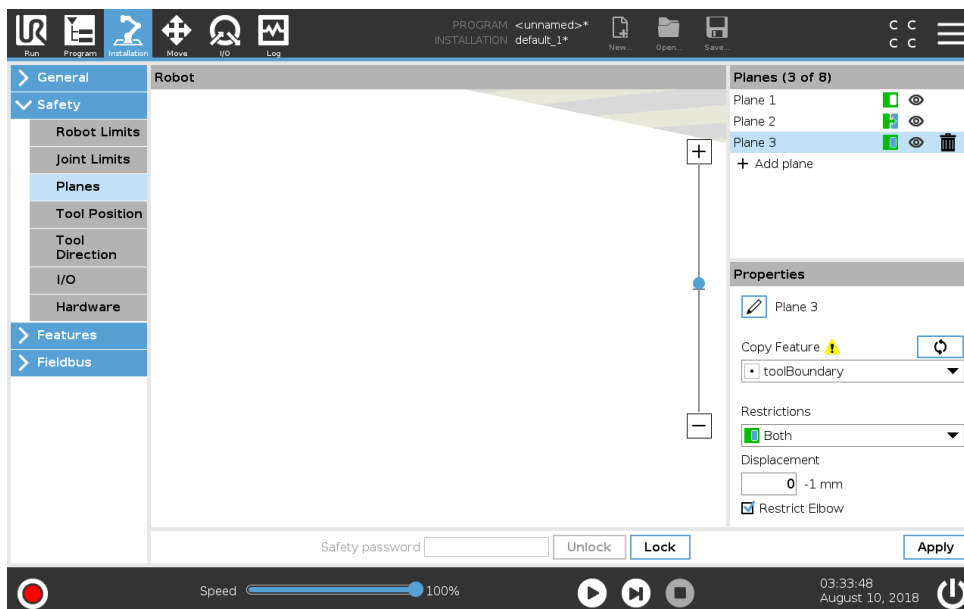 PROGRAM <unnamed>*
INSTALLATION default_1*
UR
Run
Program
Installation
Move
I/O
Log
New...
Open...
Save...
C C
C C
General
Safety
Robot Limits
Joint Limits
Planes
Tool Position
Tool
Direction
I/O
Hardware
Features
Fieldbus
Robot
+
−
Planes (3 of 8)
Plane 1
Plane 2
Plane 3
+ Add plane
Properties
Plane 3
Copy Feature
toolBoundary
Restrictions
Both
Displacement
0 -1 mm
Restrict Elbow
Safety password
Unlock
Lock
Apply
Speed
100%
03:33:48
August 10, 2018